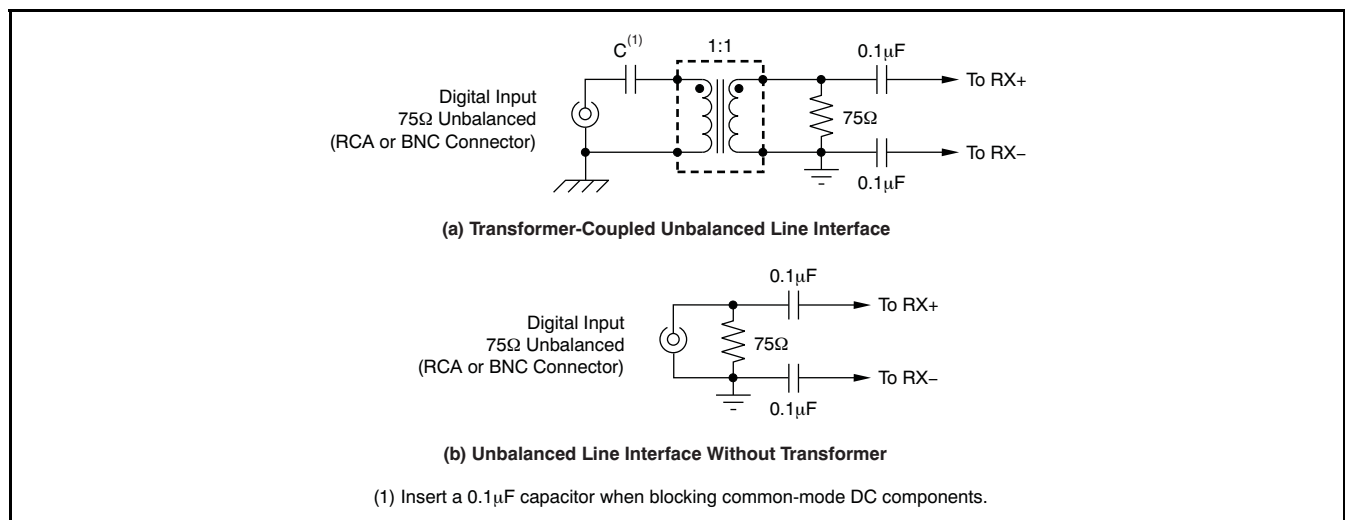 C(1)
1:1
0.1μF
Digital Input
75Ω Unbalanced
(RCA or BNC Connector)
To RX+
75Ω
To RX−
0.1μF
(a) Transformer-Coupled Unbalanced Line Interface
0.1μF
Digital Input
75Ω Unbalanced
(RCA or BNC Connector)
To RX+
75Ω
To RX−
0.1μF
(b) Unbalanced Line Interface Without Transformer
(1) Insert a 0.1μF capacitor when blocking common-mode DC components.